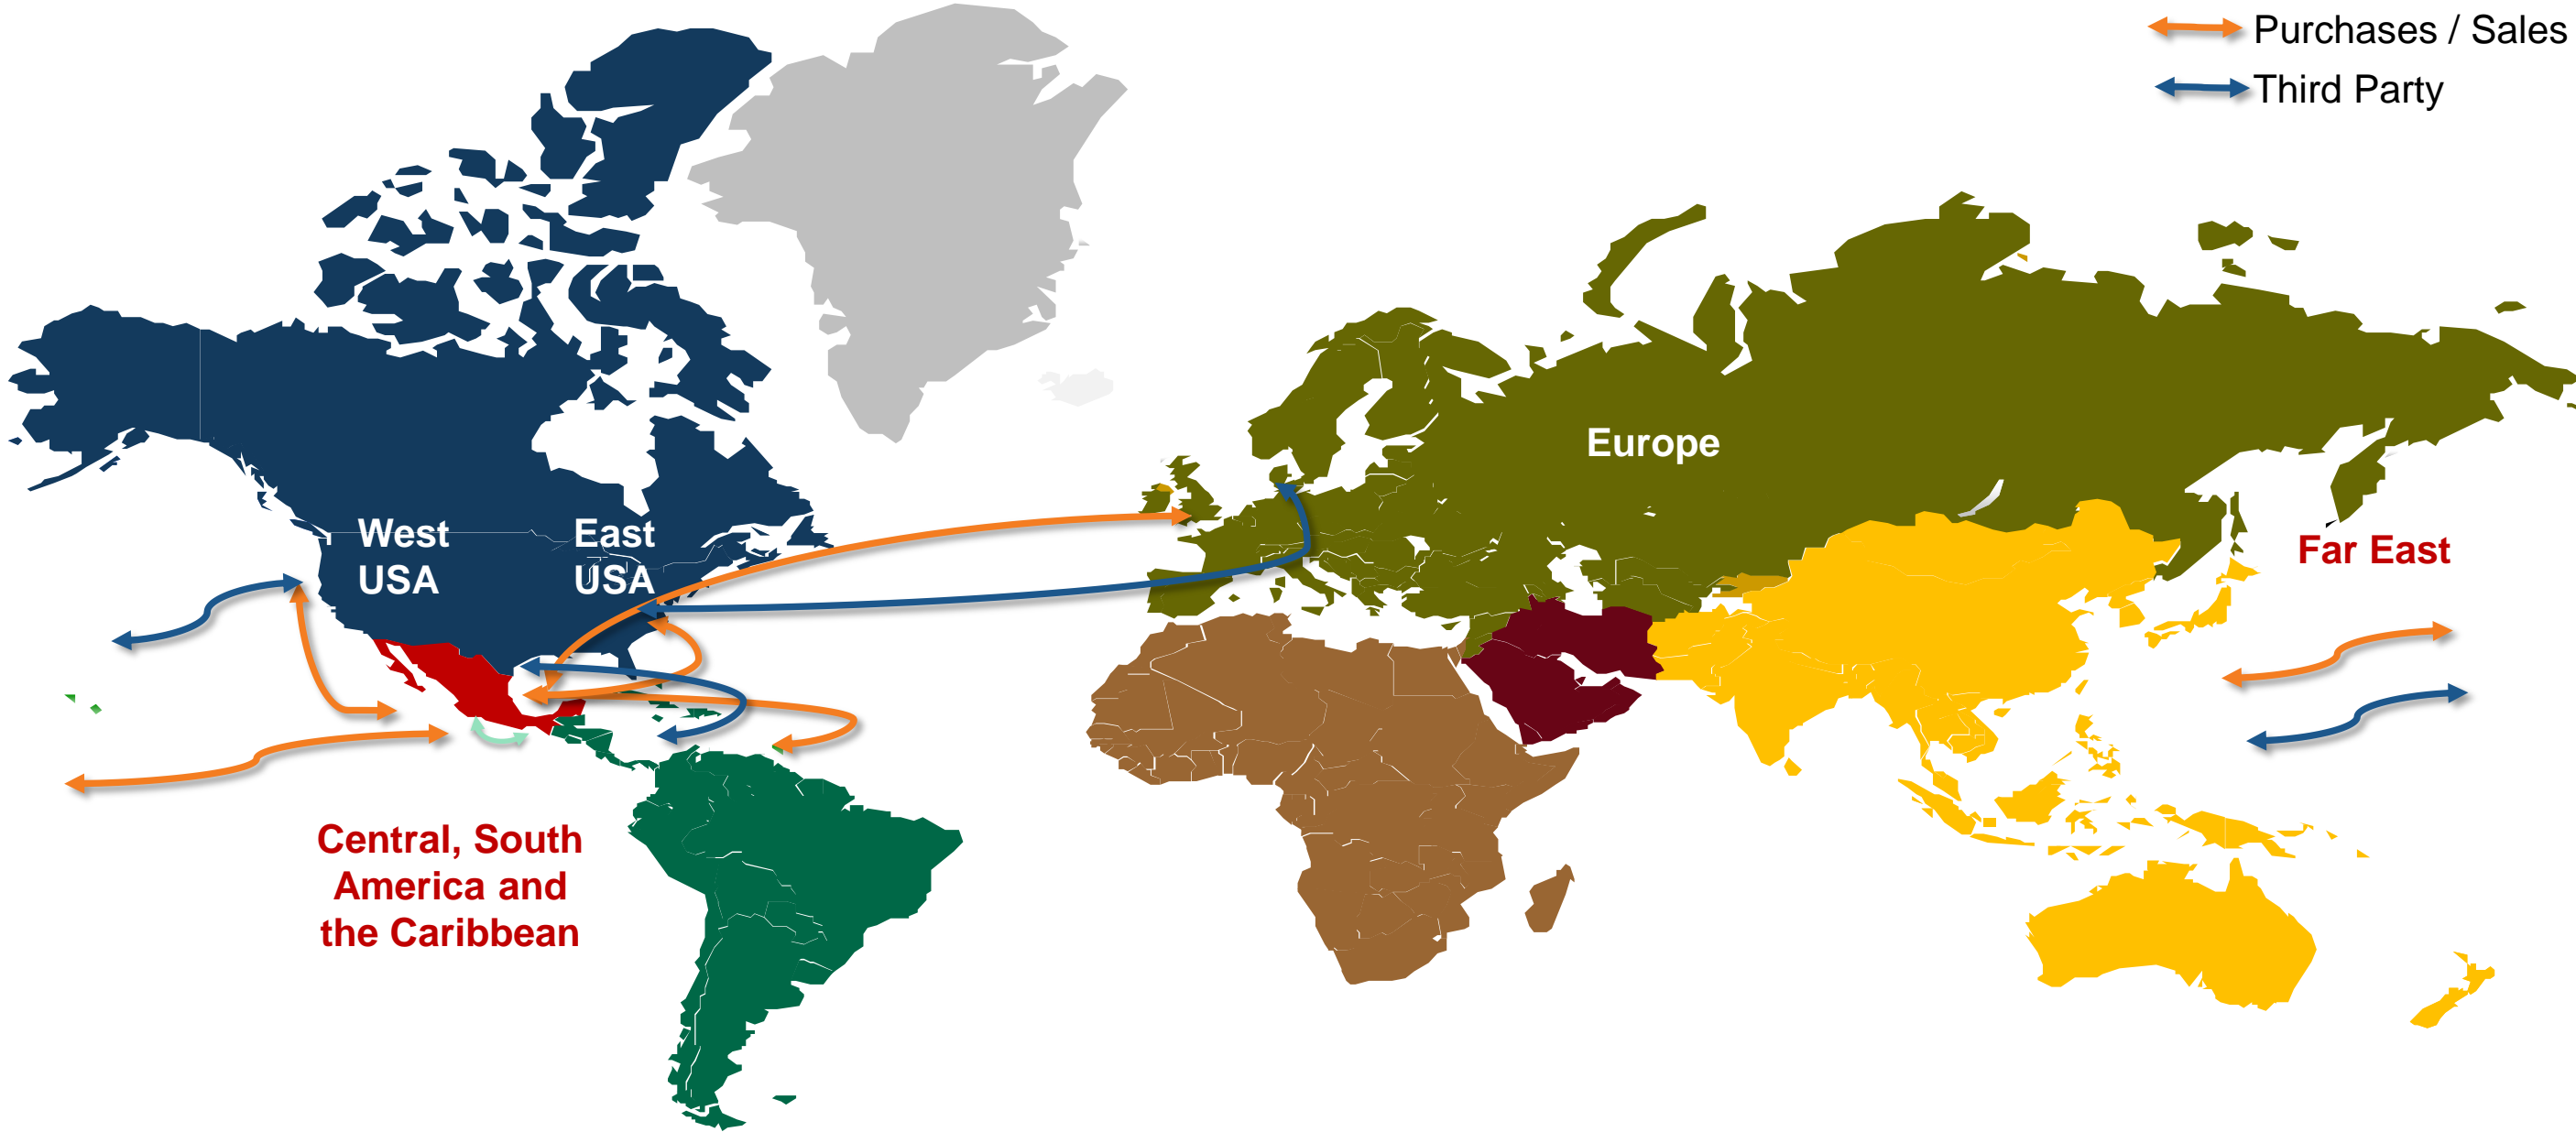 Purchases / Sales
Third Party
Europe
West
USA
East
USA
Far East
Central, South
America and
the Caribbean